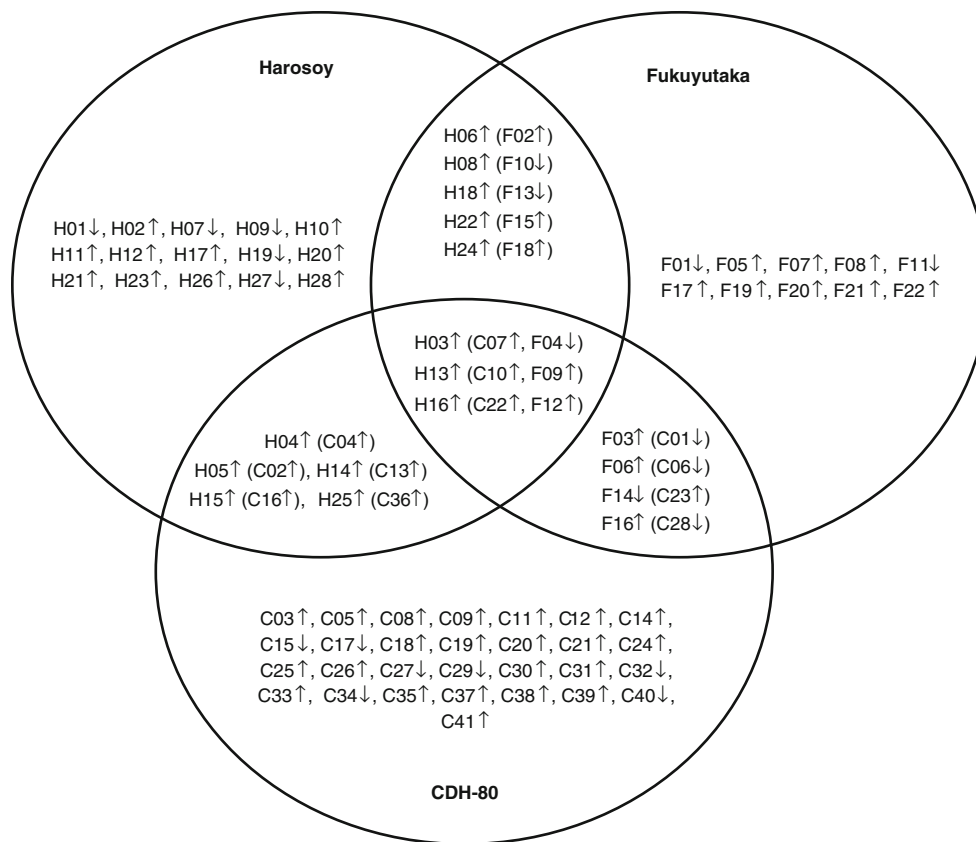 Harosoy
Fukuyutaka
H06↑ (F02↑)
H08↑ (F10↓)
H18↑ (F13↓)
H22↑ (F15↑)
H24↑ (F18↑)
H01↓, H02↑, H07↓, H09↓, H10↑
H11↑, H12↑, H17↑, H19↓, H20↑
H21↑, H23↑, H26↑, H27↓, H28↑
F01↓, F05↑, F07↑, F08↑, F11↓
F17↑, F19↑, F20↑, F21↑, F22↑
H03↑ (C07↑, F04↓)
H13↑ (C10↑, F09↑)
H16↑ (C22↑, F12↑)
H04↑ (C04↑)
H05↑ (C02↑), H14↑ (C13↑)
H15↑ (C16↑), H25↑ (C36↑)
F03↑ (C01↓)
F06↑ (C06↓)
F14↓ (C23↑)
F16↑ (C28↓)
C03↑, C05↑, C08↑, C09↑, C11↑, C12↑, C14↑,
C15↓, C17↓, C18↑, C19↑, C20↑, C21↑, C24↑,
C25↑, C26↑, C27↓, C29↓, C30↑, C31↑, C32↓,
C33↑, C34↓, C35↑, C37↑, C38↑, C39↑, C40↓,
C41↑
CDH-80